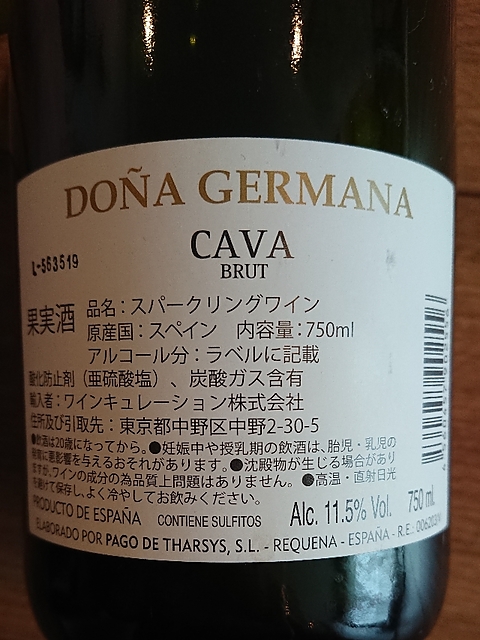 DOÑA GERMANA
CAVA
BRUT
L-563519
果実酒
品名：スパークリングワイン
原産国：スペイン　内容量：750ml
アルコール分：ラベルに記載
酸化防止剤（亜硫酸塩）、炭酸ガス含有
輸入者：ワインキュレーション株式会社
住所及び引取先：東京都中野区中野2-30-5
●飲酒は20歳になってから。●妊娠中や授乳期の飲酒は、胎児・乳児の
発育に悪影響を与えるおそれがあります。●沈殿物が生じる場合があり
ますが、ワインの成分の為品質上問題はありません。●高温・直射日光
を避けて保存し、よく冷やしてお飲みください。
PRODUCTO DE ESPAÑA CONTIENE SULFITOS Alc. 11.5% Vol. 750 ml.
ELABORADO POR PAGO DE THARSYS, S.L. - REQUENA - ESPAÑA - R.E.